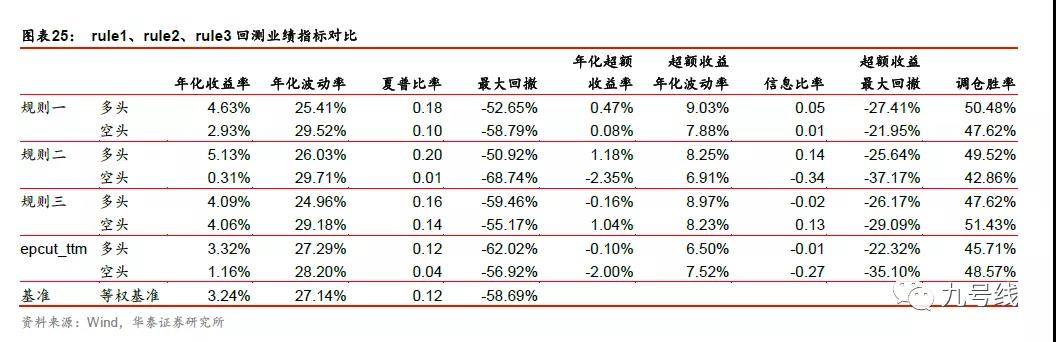 图表25： rule1、rule2、rule3 回测业绩指标对比
年化收益率 年化波动率 夏普比率 最大回撤 年化超额收益率 超额收益年化波动率 信息比率 超额收益最大回撤 调仓胜率
规则一 多头 4.63% 25.41% 0.18 -52.65% 0.47% 9.03% 0.05 -27.41% 50.48%
空头 2.93% 29.52% 0.10 -58.79% 0.08% 7.88% 0.01 -21.95% 47.62%
规则二 多头 5.13% 26.03% 0.20 -50.92% 1.18% 8.25% 0.14 -25.64% 49.52%
空头 0.31% 29.71% 0.01 -68.74% -2.35% 6.91% -0.34 -37.17% 42.86%
规则三 多头 4.09% 24.96% 0.16 -59.46% -0.16% 8.97% -0.02 -26.17% 47.62%
空头 4.06% 29.18% 0.14 -55.17% 1.04% 8.23% 0.13 -29.09% 51.43%
epcut_ttm 多头 3.32% 27.29% 0.12 -62.02% -0.10% 6.50% -0.01 -22.32% 45.71%
空头 1.16% 28.20% 0.04 -56.92% -2.00% 7.52% -0.27 -35.10% 48.57%
基准 等权基准 3.24% 27.14% 0.12 -58.69%
九号线
资料来源：Wind，华泰证券研究所